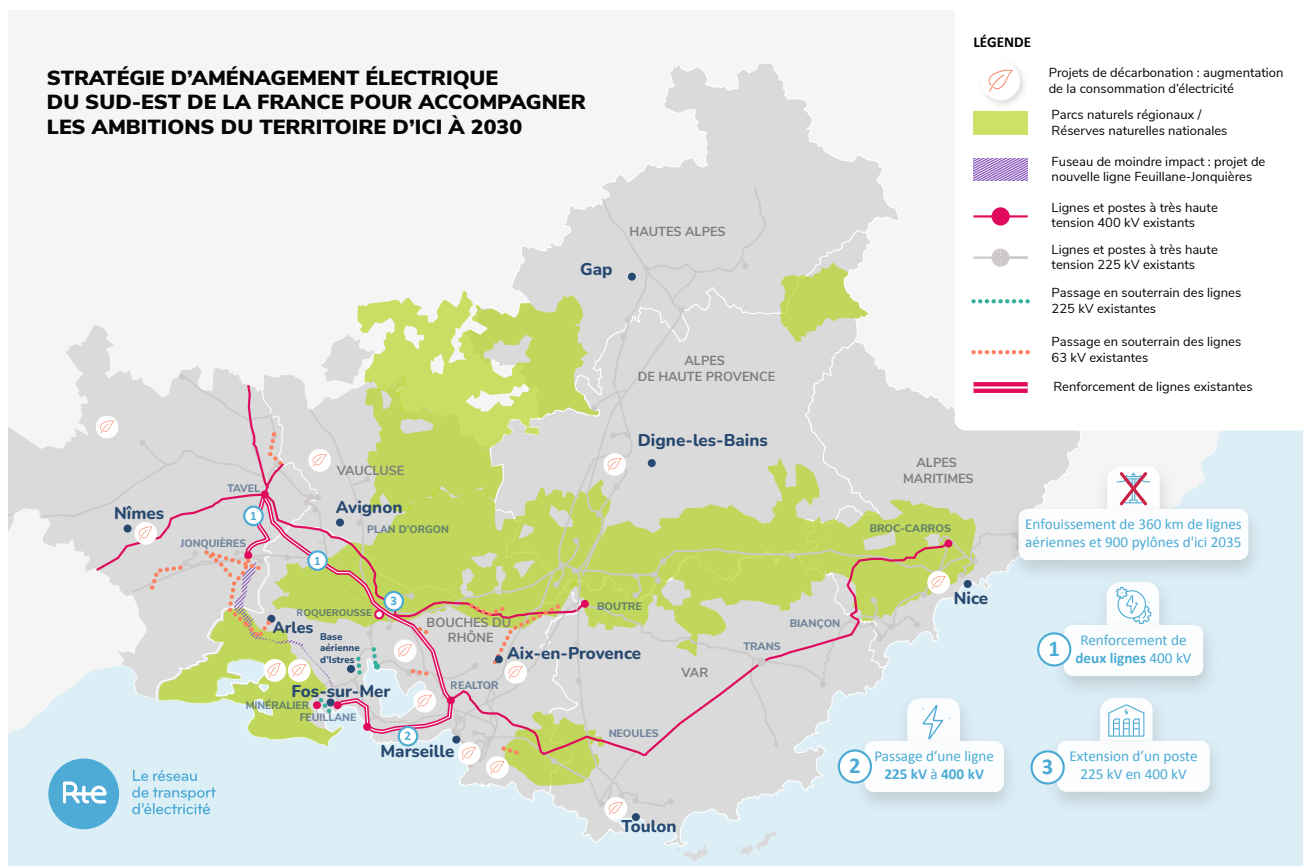 STRATÉGIE D'AMÉNAGEMENT ÉLECTRIQUE
DU SUD-EST DE LA FRANCE POUR ACCOMPAGNER
LES AMBITIONS DU TERRITOIRE D'ICI À 2030
LÉGENDE
Projets de décarbonation : augmentation
de la consommation d'électricité
Parcs naturels régionaux /
Réserves naturelles nationales
Fuseau de moindre impact : projet de
nouvelle ligne Feuillane-Jonquières
Lignes et postes à très haute
tension 400 kV existants
Lignes et postes à très haute
tension 225 kV existants
Passage en souterrain des lignes
225 kV existantes
Passage en souterrain des lignes
63 kV existantes
Renforcement de lignes existantes
HAUTES ALPES
Gap
ALPES
DE HAUTE PROVENCE
Digne-les-Bains
ALPES
MARITIMES
VAUCLUSE
TAVEL
Avignon
Nîmes
1
PLAN D'ORGON
BROC-CARROS
JONQUIÈRES
1
Nice
3
ROQUEROUSSE
BOUTRE
BOUCHES DU
RHÔNE
Arles
BIANÇON
Base
aérienne
d'Istres
TRANS
Aix-en-Provence
VAR
REALTOR
Fos-sur-Mer
MINÉRALIER
FEUILLANE
2
NEOULES
Marseille
Toulon
Enfouissement de 360 km de lignes
aériennes et 900 pylônes d'ici 2035
1
Renforcement de
deux lignes 400 kV
2
Passage d'une ligne
225 kV à 400 kV
3
Extension d'un poste
225 kV en 400 kV
Rte
Le réseau
de transport
d'électricité